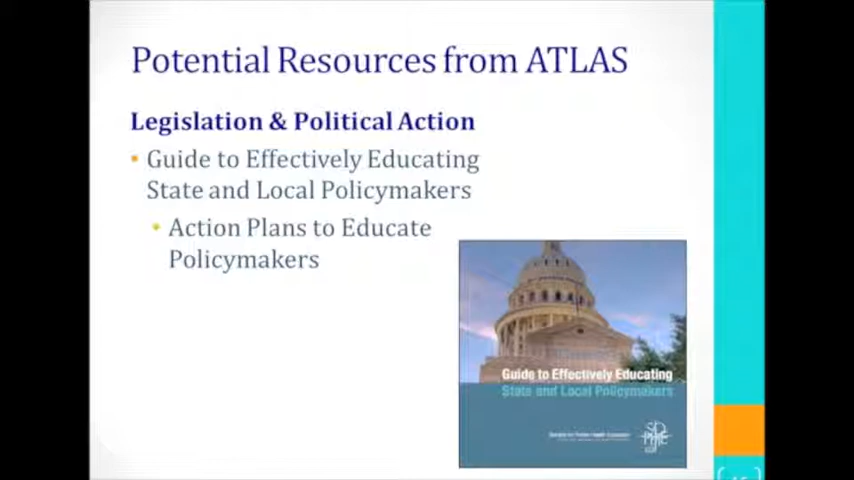 Potential Resources from ATLAS
Legislation & Political Action
• Guide to Effectively Educating
State and Local Policymakers
• Action Plans to Educate
Policymakers
Guide to Effectively Educating
State and Local Policymakers